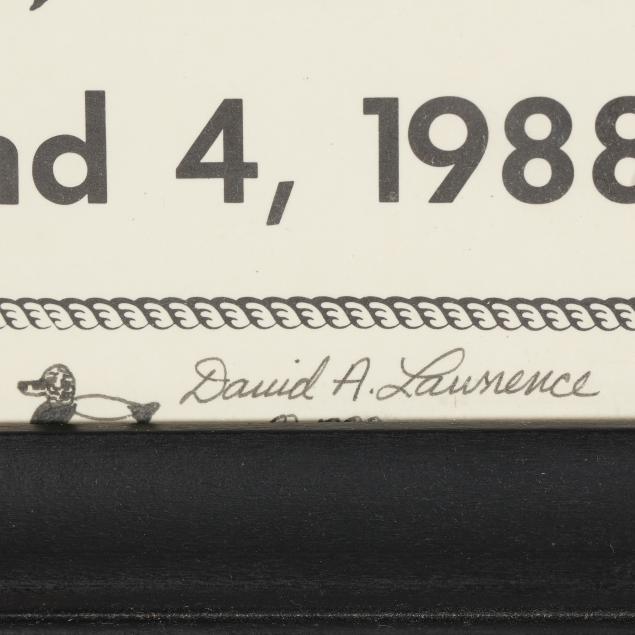 nd 4, 1988
David A. Lawrence